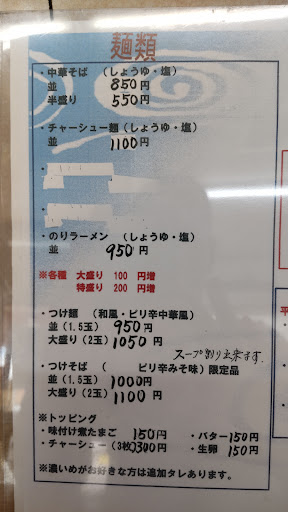 麺類
・中華そば （しょうゆ・塩）
並 850円
半盛り 550円
・チャーシュー麺（しょうゆ・塩）
並 1100円
・
・
・のりラーメン （しょうゆ・塩）
並 950円
※各種 大盛り 100 円増
特盛り 200 円増
・つけ麺 （和風・ピリ辛中華風）
並（1.5玉） 950円
大盛り（2玉） 1050円
スープ割り出来ます.
・つけそば （ ピリ辛みそ味）限定品
並（1.5玉） 1000円
大盛り（2玉） 1100円
※トッピング
・味付け煮たまご 150円 ・バター 150円
・チャーシュー（3枚）300円 ・生卵 150円
※濃いめがお好きな方は追加タレあります。